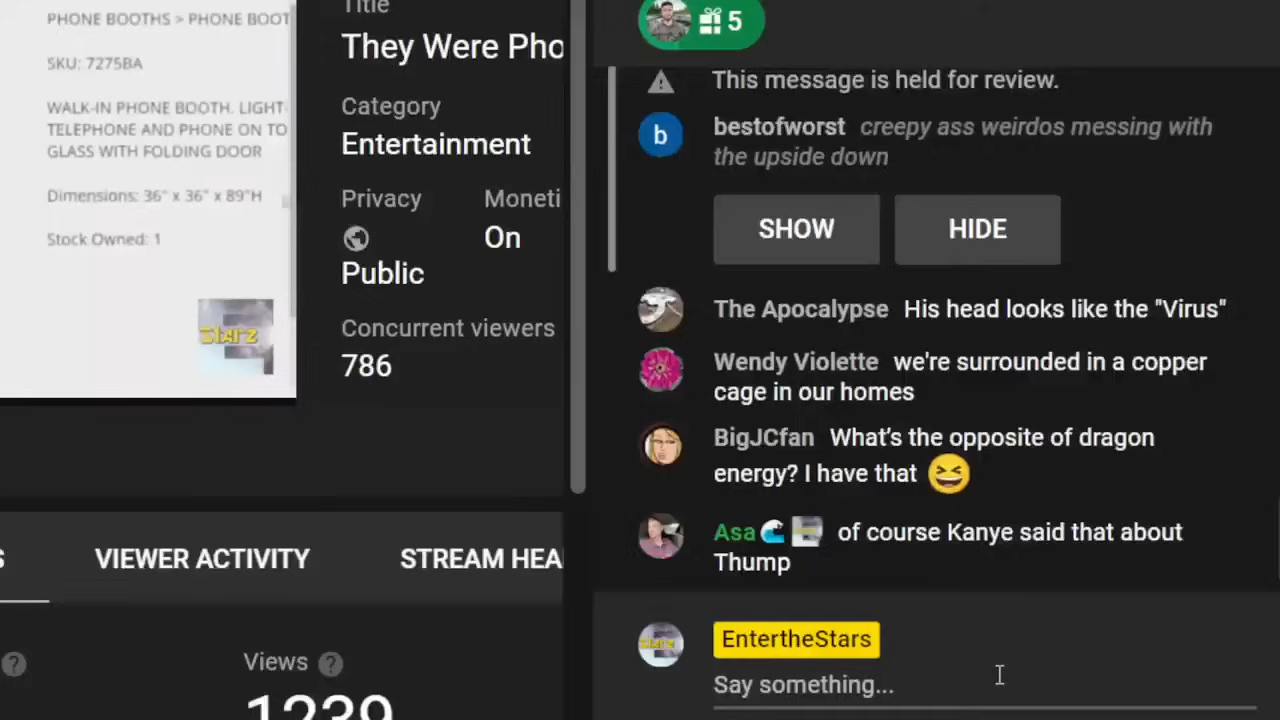 PHONE BOOTHS > PHONE BOOT
SKU: 7275BA
WALK-IN PHONE BOOTH. LIGHT-
TELEPHONE AND PHONE ON TO
GLASS WITH FOLDING DOOR
Dimensions: 36" x 36" x 89"H
Stock Owned: 1
Starz
Title
They Were Pho
Category
Entertainment
Privacy
Moneti
Public
On
Concurrent viewers
786
S
VIEWER ACTIVITY
STREAM HEA
?
Views ?
1239
5
This message is held for review.
b
bestofworst creepy ass weirdos messing with
the upside down
SHOW
HIDE
The Apocalypse His head looks like the "Virus"
Wendy Violette we're surrounded in a copper
cage in our homes
BigJCfan What's the opposite of dragon
energy? I have that 😆
Asa🌊 of course Kanye said that about
Thump
Starz
EntertheStars
Say something...